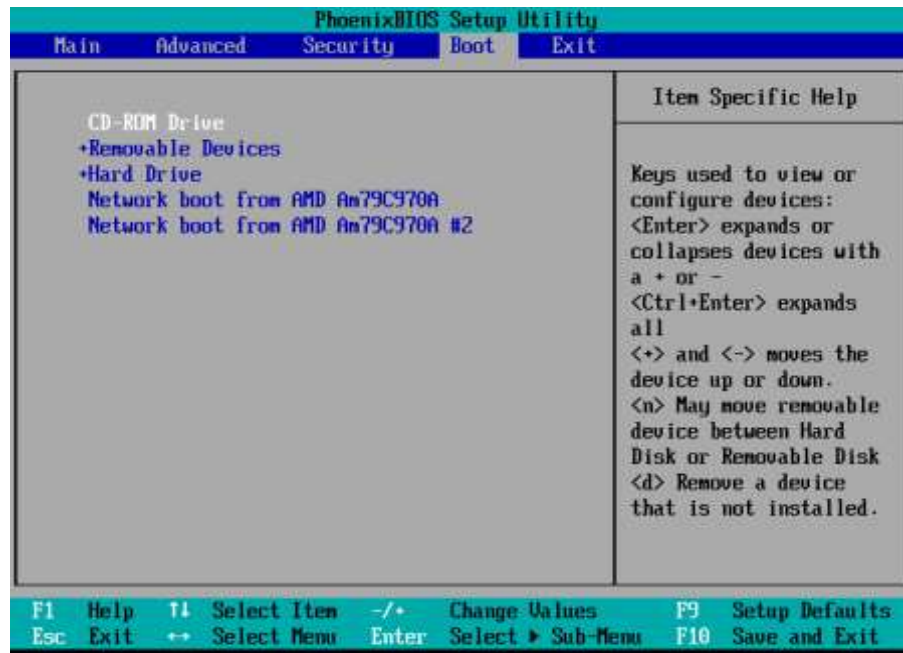 PhoenixBIOS Setup Utility
Main Advanced Security Boot Exit
CD-ROM Drive
+Removable Devices
+Hard Drive
Network boot from AMD Am79C970A
Network boot from AMD Am79C970A #2
Item Specific Help
Keys used to view or
configure devices:
<Enter> expands or
collapses devices with
a + or -
<Ctrl+Enter> expands
all
<+> and <-> moves the
device up or down.
<n> May move removable
device between Hard
Disk or Removable Disk
<d> Remove a device
that is not installed.
F1 Help ↑↓ Select Item -/+ Change Values F9 Setup Defaults
Esc Exit ↔ Select Menu Enter Select ▶ Sub-Menu F10 Save and Exit